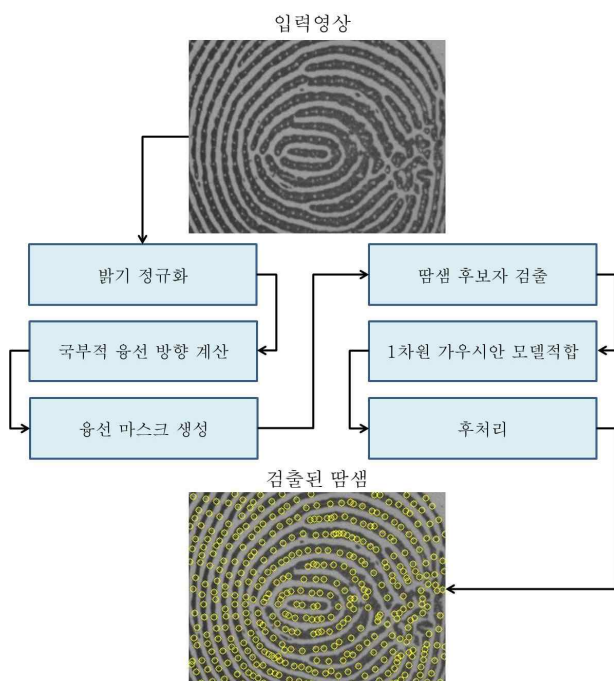 입력영상
밝기 정규화
국부적 융선 방향 계산
융선 마스크 생성
땀샘 후보자 검출
1차원 가우시안 모델적합
후처리
검출된 땀샘